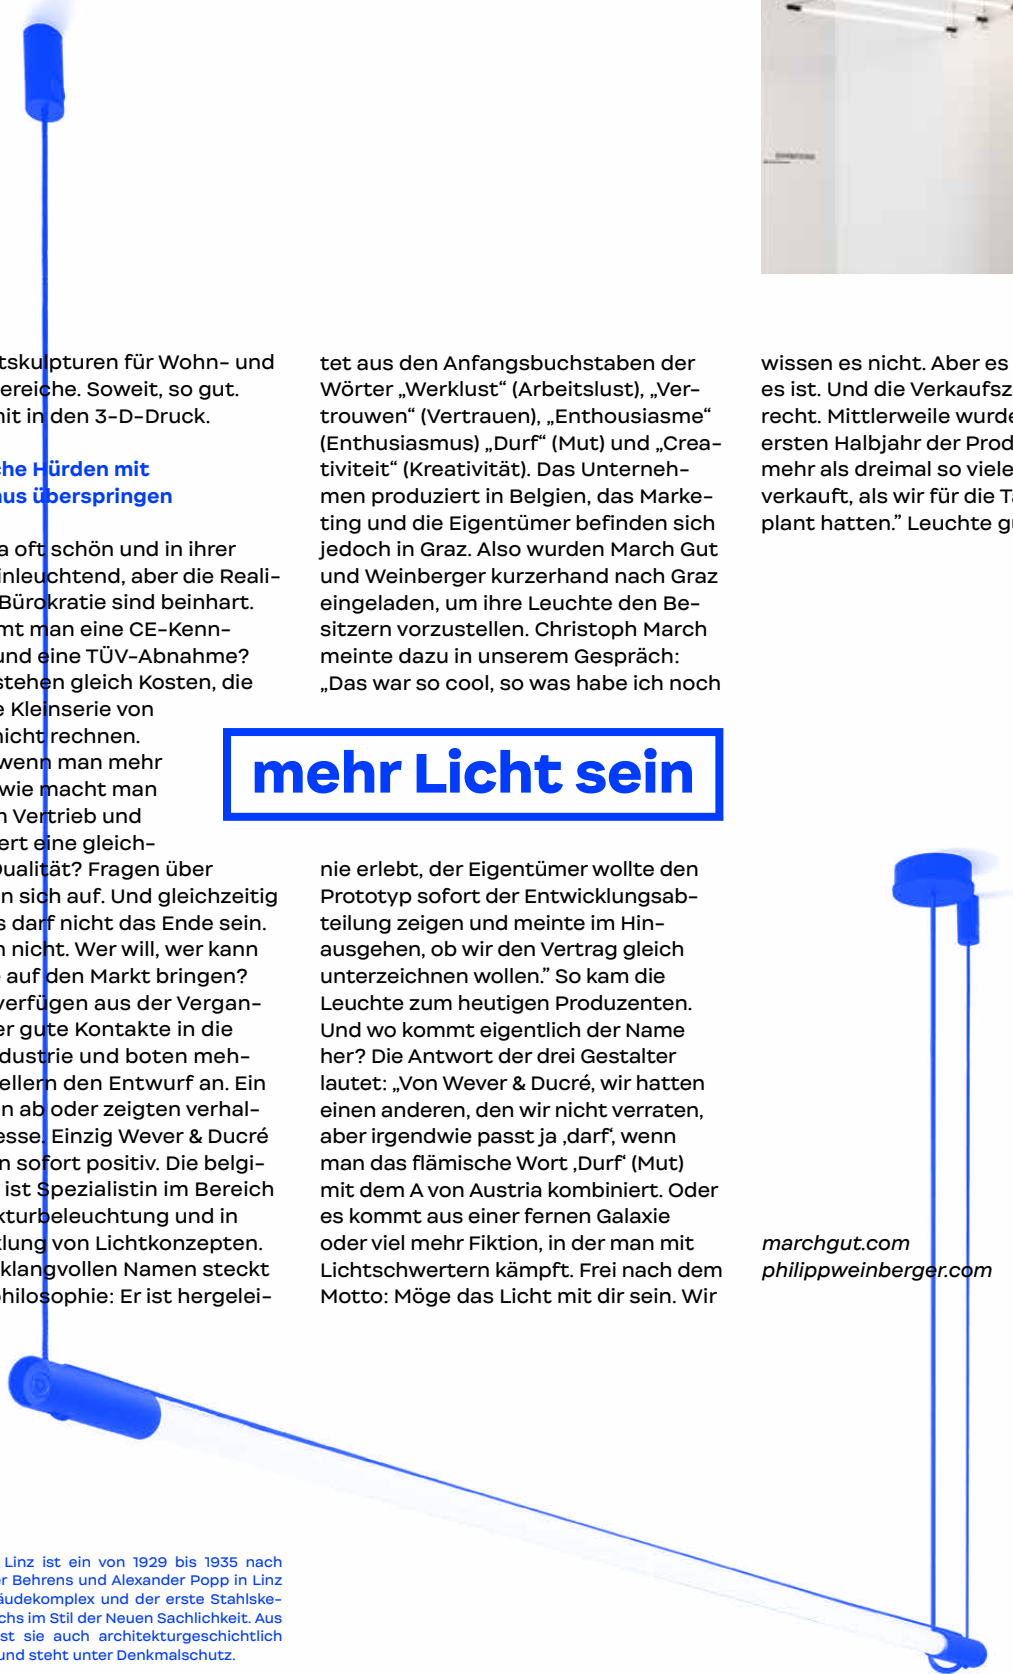 tskulpturen für Wohn- und
ereiche. Soweit, so gut.
nit in den 3-D-Druck.
che Hürden mit
us überspringen
a oft schön und in ihrer
inleuchtend, aber die Reali-
Bürokratie sind beinhart.
mt man eine CE-Kenn-
und eine TÜV-Abnahme?
stehen gleich Kosten, die
e Kleinserie von
nicht rechnen.
wenn man mehr
wie macht man
n Vertrieb und
ert eine gleich-
Qualität? Fragen über
n sich auf. Und gleichzeitig
s darf nicht das Ende sein.
n nicht. Wer will, wer kann
e auf den Markt bringen?
verfügen aus der Vergan-
er gute Kontakte in die
dustrie und boten meh-
ellern den Entwurf an. Ein
n ab oder zeigten verhal-
esse. Einzig Wever & Ducré
n sofort positiv. Die belgi-
ist Spezialistin im Bereich
kturbeleuchtung und in
klung von Lichtkonzepten.
klangvollen Namen steckt
philosophie: Er ist hergelei-
tet aus den Anfangsbuchstaben der
Wörter „Werklust“ (Arbeitslust), „Ver-
trouwen“ (Vertrauen), „Enthousiasme“
(Enthusiasmus) „Durf“ (Mut) und „Crea-
tiviteit“ (Kreativität). Das Unterneh-
men produziert in Belgien, das Marke-
ting und die Eigentümer befinden sich
jedoch in Graz. Also wurden March Gut
und Weinberger kurzerhand nach Graz
eingeladen, um ihre Leuchte den Be-
sitzern vorzustellen. Christoph March
meinte dazu in unserem Gespräch:
„Das war so cool, so was habe ich noch
mehr Licht sein
nie erlebt, der Eigentümer wollte den
Prototyp sofort der Entwicklungsab-
teilung zeigen und meinte im Hin-
ausgehen, ob wir den Vertrag gleich
unterzeichnen wollen.” So kam die
Leuchte zum heutigen Produzenten.
Und wo kommt eigentlich der Name
her? Die Antwort der drei Gestalter
lautet: „Von Wever & Ducré, wir hatten
einen anderen, den wir nicht verraten,
aber irgendwie passt ja ‚darf‘, wenn
man das flämische Wort ‚Durf‘ (Mut)
mit dem A von Austria kombiniert. Oder
es kommt aus einer fernen Galaxie
oder viel mehr Fiktion, in der man mit
Lichtschwertern kämpft. Frei nach dem
Motto: Möge das Licht mit dir sein. Wir
wissen es nicht. Aber es
es ist. Und die Verkaufsz
recht. Mittlerweile wurde
ersten Halbjahr der Prod
mehr als dreimal so viele
verkauft, als wir für die Ta
plant hatten.” Leuchte gu
marchgut.com
philippweinberger.com
Linz ist ein von 1929 bis 1935 nach
r Behrens und Alexander Popp in Linz
äudekomplex und der erste Stahlske-
chs im Stil der Neuen Sachlichkeit. Aus
st sie auch architekturgeschichtlich
und steht unter Denkmalschutz.